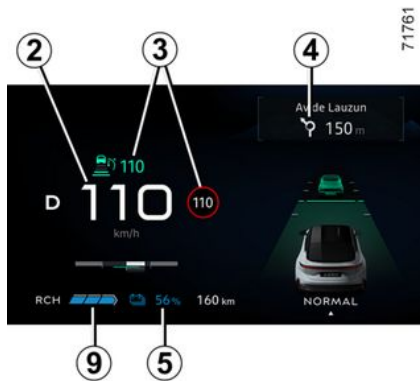 71761
2
3
4
Av de Lauzun
150 m
110
D 110 110
km/h
RCH 56% 160 km
NORMAL
9
5